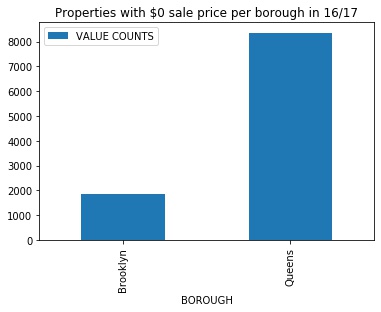 Properties with $0 sale price per borough in 16/17
VALUE COUNTS
8000
7000
6000
5000
4000
3000
2000
1000
0
Brooklyn
Queens
BOROUGH